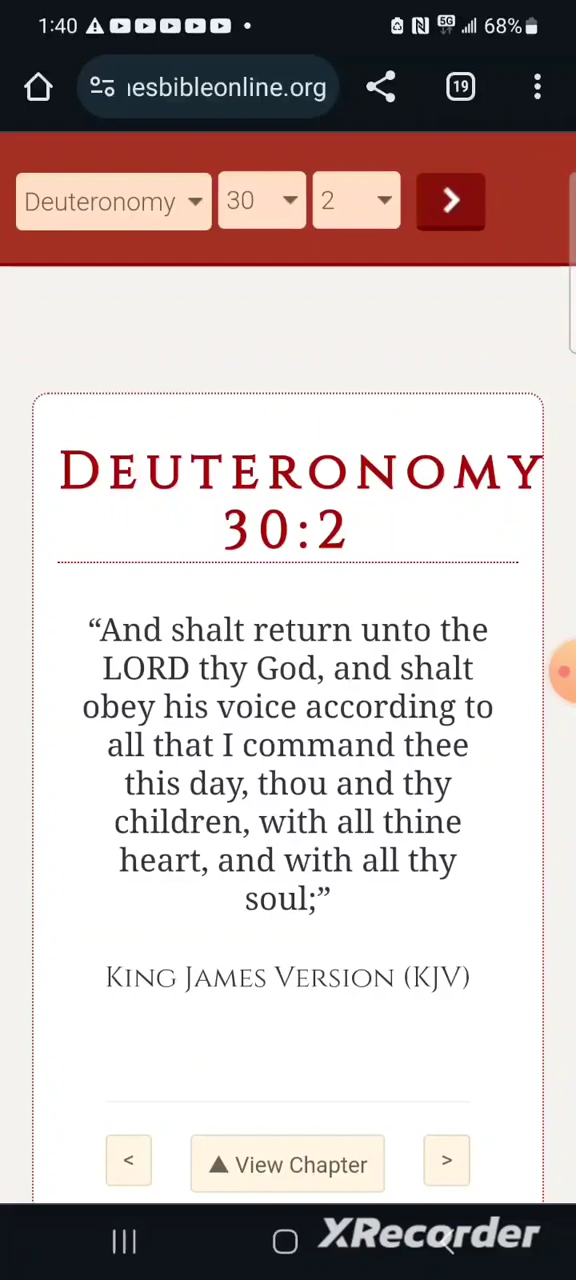 1:40
5G
68%
ıesbibleonline.org
19
Deuteronomy 30 2
DEUTERONOMY
30:2
“And shalt return unto the
LORD thy God, and shalt
obey his voice according to
all that I command thee
this day, thou and thy
children, with all thine
heart, and with all thy
soul;”
KING JAMES VERSION (KJV)
<
▲ View Chapter
>
XRecorder